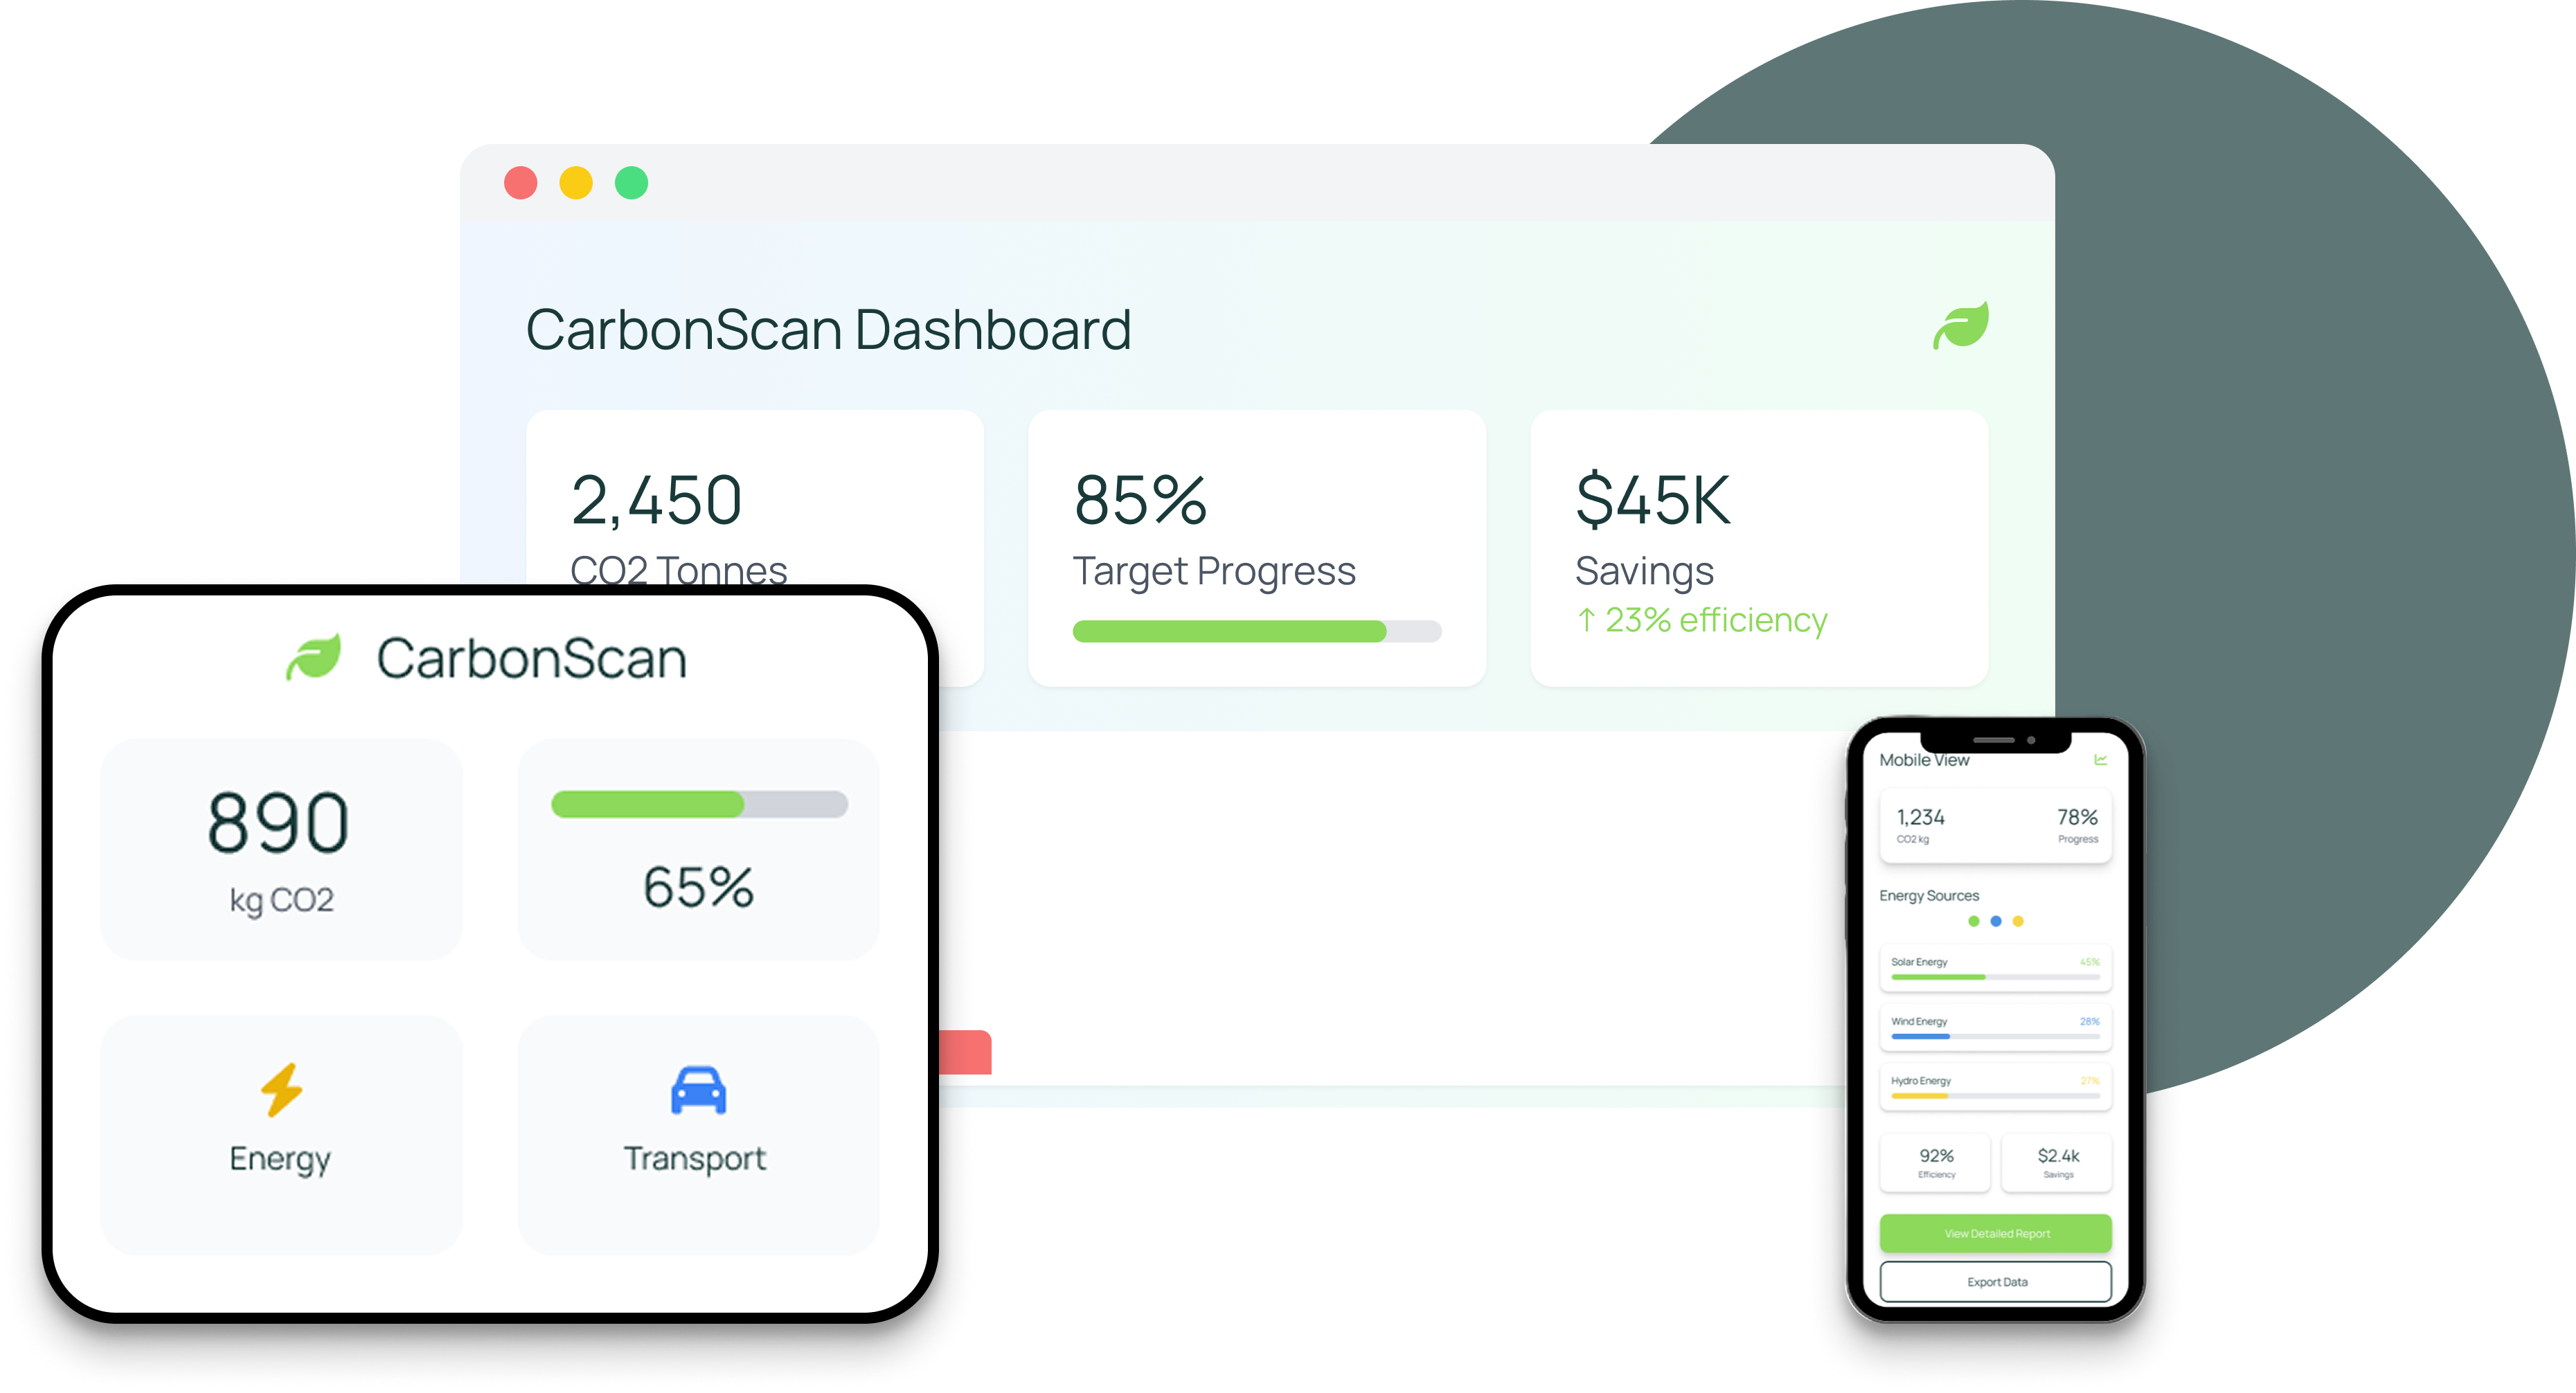 CarbonScan Dashboard
2,450
CO2 Tonnes
85%
Target Progress
$45K
Savings
↑ 23% efficiency
CarbonScan
890
kg CO2
65%
Energy
Transport
Mobile View
1,234
CO2 kg
78%
Progress
Energy Sources
Solar Energy 45%
Wind Energy 28%
Hydro Energy 27%
92%
Efficiency
$2.4k
Savings
View Detailed Report
Export Data